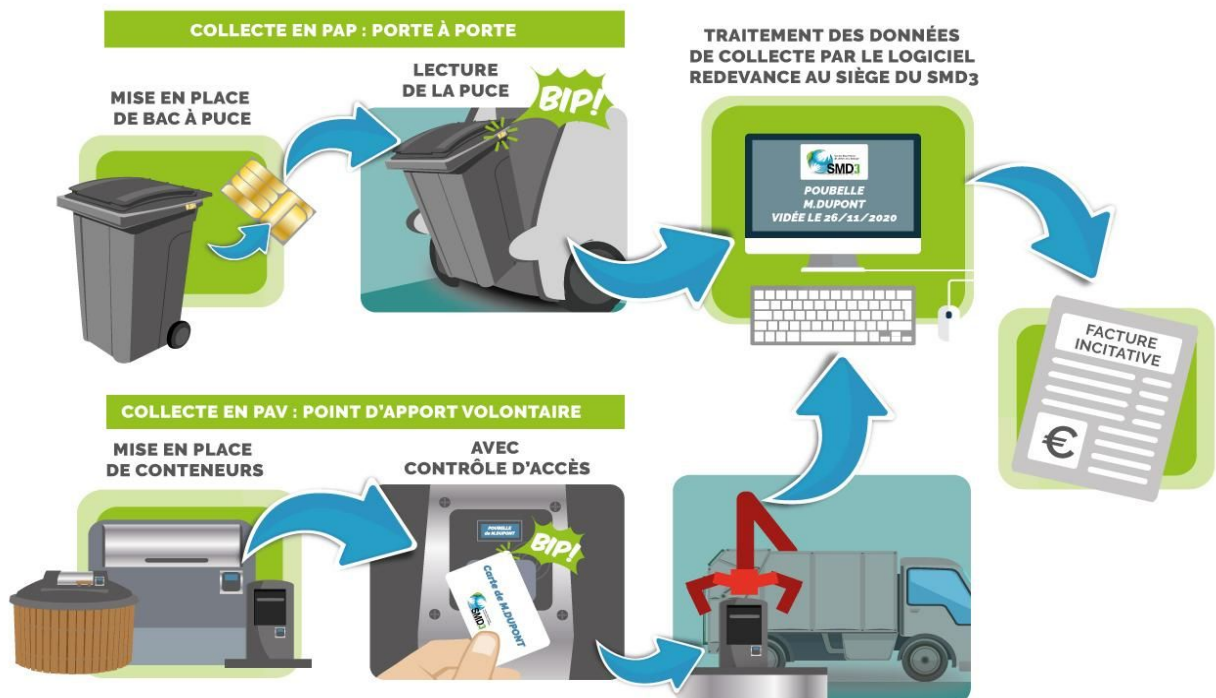 COLLECTE EN PAP : PORTE À PORTE
MISE EN PLACE
DE BAC À PUCE
LECTURE
DE LA PUCE
BIP!
TRAITEMENT DES DONNÉES
DE COLLECTE PAR LE LOGICIEL
REDEVANCE AU SIÈGE DU SMD3
SMD3
POUBELLE
M.DUPONT
VIDÉE LE 26/11/2020
FACTURE
INCITATIVE
€
COLLECTE EN PAV : POINT D'APPORT VOLONTAIRE
MISE EN PLACE
DE CONTENEURS
AVEC
CONTRÔLE D'ACCÈS
POUBELLE
de M.DUPONT
BIP!
Carte de M.DUPONT
SMD3